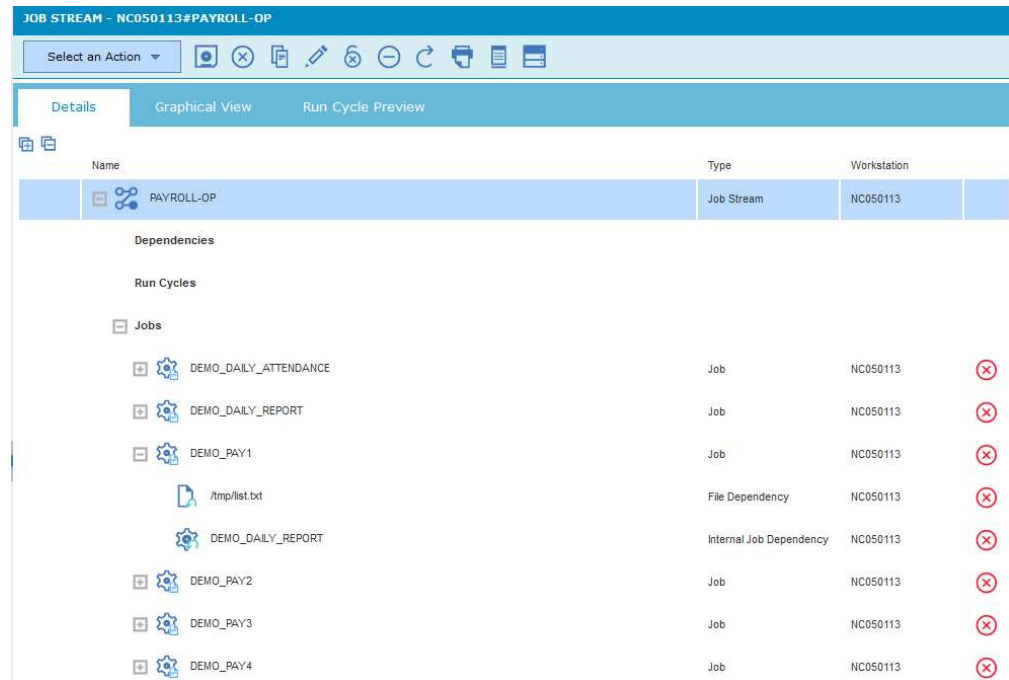 JOB STREAM - NC050113#PAYROLL-OP
Select an Action
Details Graphical View Run Cycle Preview
Name Type Workstation
PAYROLL-OP Job Stream NC050113
Dependencies
Run Cycles
Jobs
DEMO_DAILY_ATTENDANCE Job NC050113
DEMO_DAILY_REPORT Job NC050113
DEMO_PAY1 Job NC050113
/tmp/list.txt File Dependency NC050113
DEMO_DAILY_REPORT Internal Job Dependency NC050113
DEMO_PAY2 Job NC050113
DEMO_PAY3 Job NC050113
DEMO_PAY4 Job NC050113